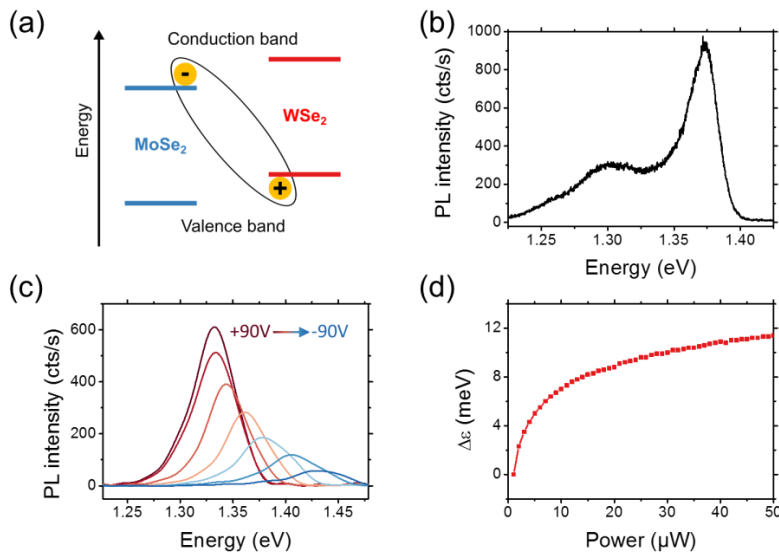 (a)
Conduction band
Energy
-
WSe₂
MoSe₂
+
Valence band
(b)
PL intensity (cts/s)
1000
800
600
400
200
0
1.25 1.30 1.35 1.40
Energy (eV)
(c)
PL intensity (cts/s)
600
400
200
0
+90V -90V
1.25 1.30 1.35 1.40 1.45
Energy (eV)
(d)
Δε (meV)
12
8
4
0
0 10 20 30 40 50
Power (µW)